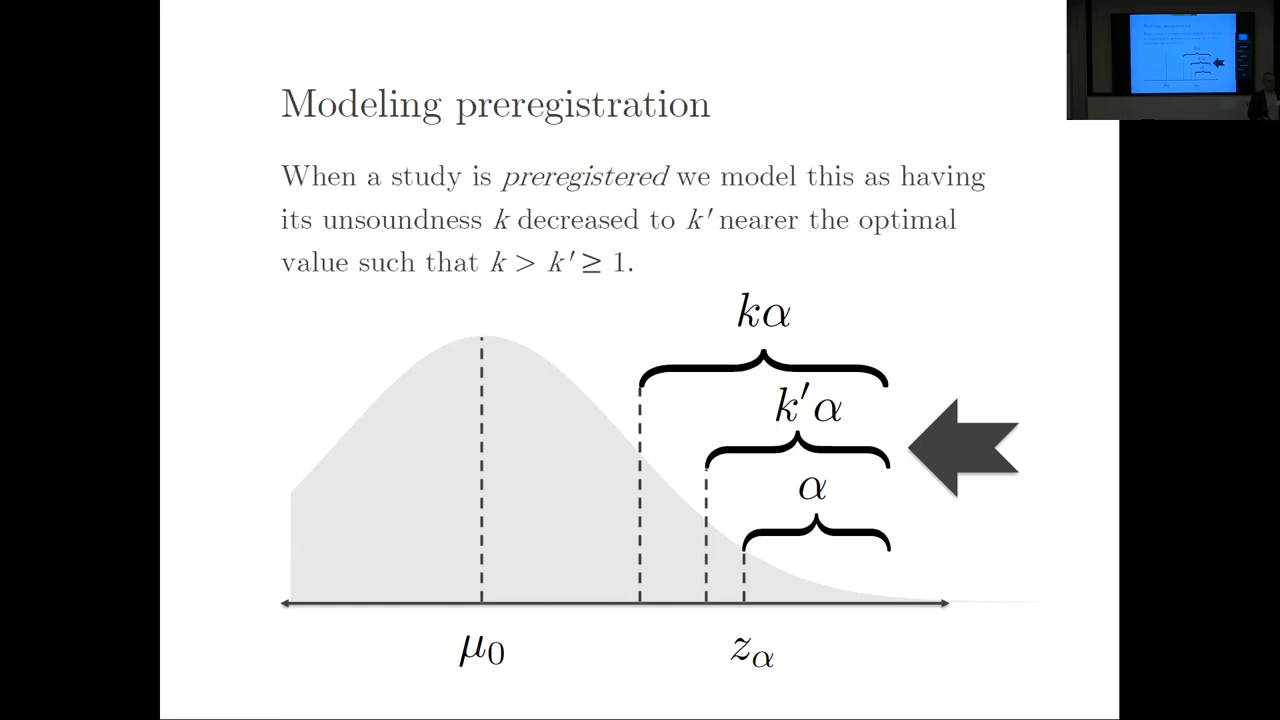 Modeling preregistration
When a study is preregistered we model this as having
its unsoundness k decreased to k′ nearer the optimal
value such that k > k′ ≥ 1.
kα
k′α
α
μ₀
zα